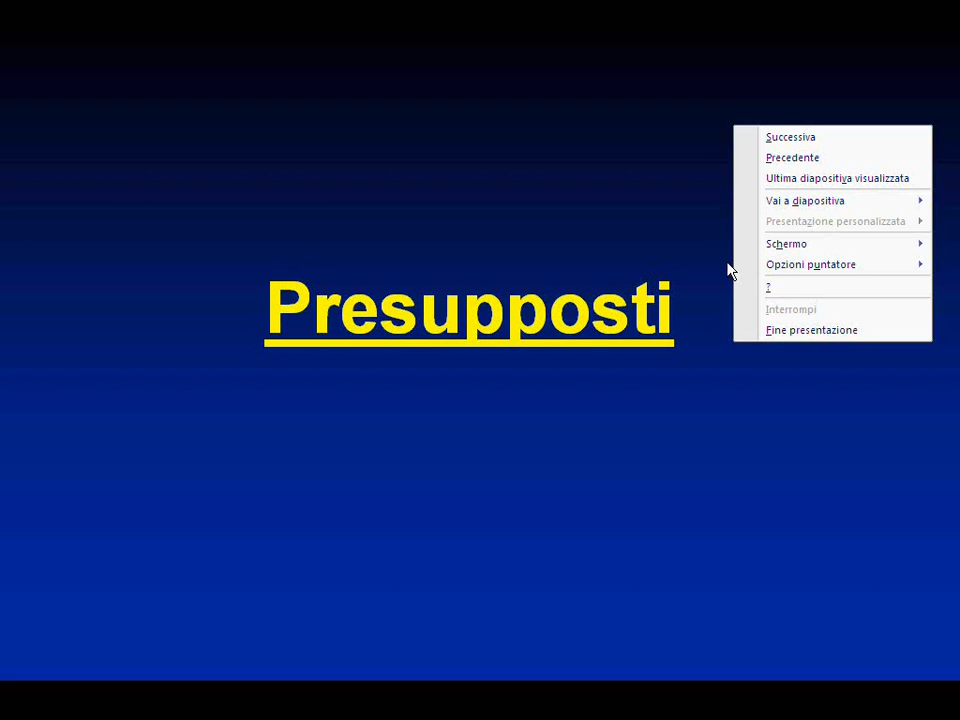 Presupposti
Successiva
Precedente
Ultima diapositiva visualizzata
Vai a diapositiva
Presentazione personalizzata
Schermo
Opzioni puntatore
?
Interrompi
Fine presentazione